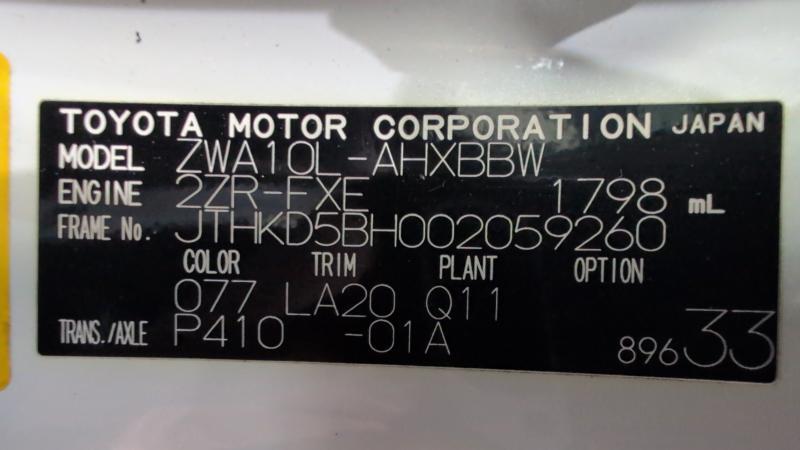 TOYOTA MOTOR CORPORATION JAPAN
MODEL ZWA10L-AHXBBW
ENGINE 2ZR-FXE 1798 mL
FRAME No. JTHKD5BH002059260
COLOR TRIM PLANT OPTION
077 LA20 Q11
TRANS./AXLE P410 -01A
89633